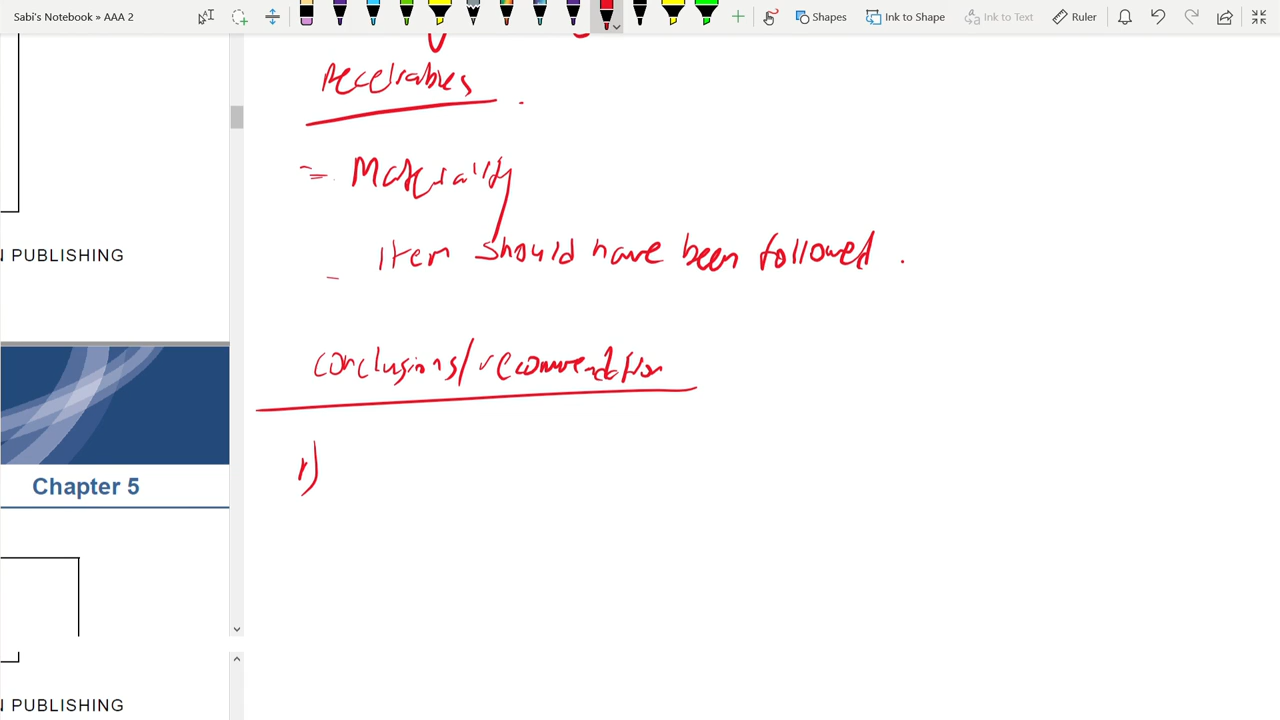 Sabi's Notebook » AAA 2
Shapes
Ink to Shape
Ink to Text
Ruler
Receivables
= Materiality
N PUBLISHING
- Item should have been followed.
conclusions/recommendation
1)
Chapter 5
N PUBLISHING